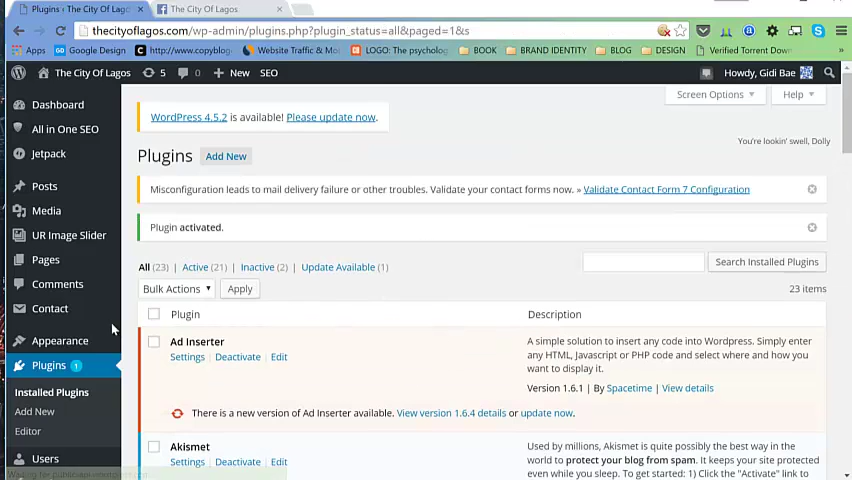 Plugins ‹ The City Of Lagos
The City Of Lagos
thecityoflagos.com/wp-admin/plugins.php?plugin_status=all&paged=1&s
Apps
Google Design
http://www.copyblog
Website Traffic & Mo
LOGO: The psycholog
BOOK
BRAND IDENTITY
BLOG
DESIGN
Verified Torrent Down
The City Of Lagos
5
0
+ New
SEO
Howdy, Gidi Bae
Screen Options
Help
Dashboard
All in One SEO
Jetpack
Posts
Media
UR Image Slider
Pages
Comments
Contact
Appearance
Plugins 1
Installed Plugins
Add New
Editor
Users
WordPress 4.5.2 is available! Please update now.
You're lookin' swell, Dolly
Plugins
Add New
Misconfiguration leads to mail delivery failure or other troubles. Validate your contact forms now. » Validate Contact Form 7 Configuration
Plugin activated.
All (23) | Active (21) | Inactive (2) | Update Available (1)
Search Installed Plugins
Bulk Actions
Apply
23 items
Plugin
Description
Ad Inserter
Settings | Deactivate | Edit
A simple solution to insert any code into Wordpress. Simply enter
any HTML, Javascript or PHP code and select where and how you
want to display it.
Version 1.6.1 | By Spacetime | View details
There is a new version of Ad Inserter available. View version 1.6.4 details or update now.
Akismet
Settings | Deactivate | Edit
Used by millions, Akismet is quite possibly the best way in the
world to protect your blog from spam. It keeps your site protected
even while you sleep. To get started: 1) Click the "Activate" link to